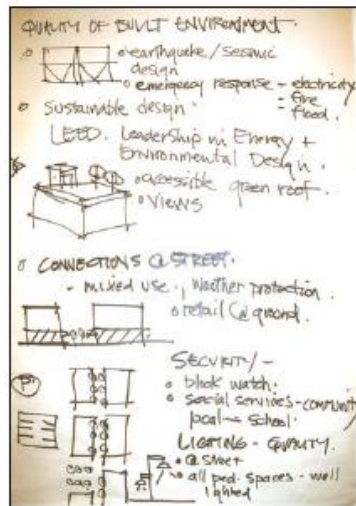 QUALITY OF BUILT ENVIRONMENT.
earthquake/seismic
design
emergency response - electricity
- fire
- flood.
Sustainable design
LEED. Leadership in Energy +
Environmental Design.
accessible green roof.
views
CONNECTIONS @ STREET.
- mixed use., weather protection.
retail @ ground.
SECURITY -
block watch.
social services - community
pool - school.
LIGHTING - QUALITY.
@ street
all ped. spaces - well
lighted
P